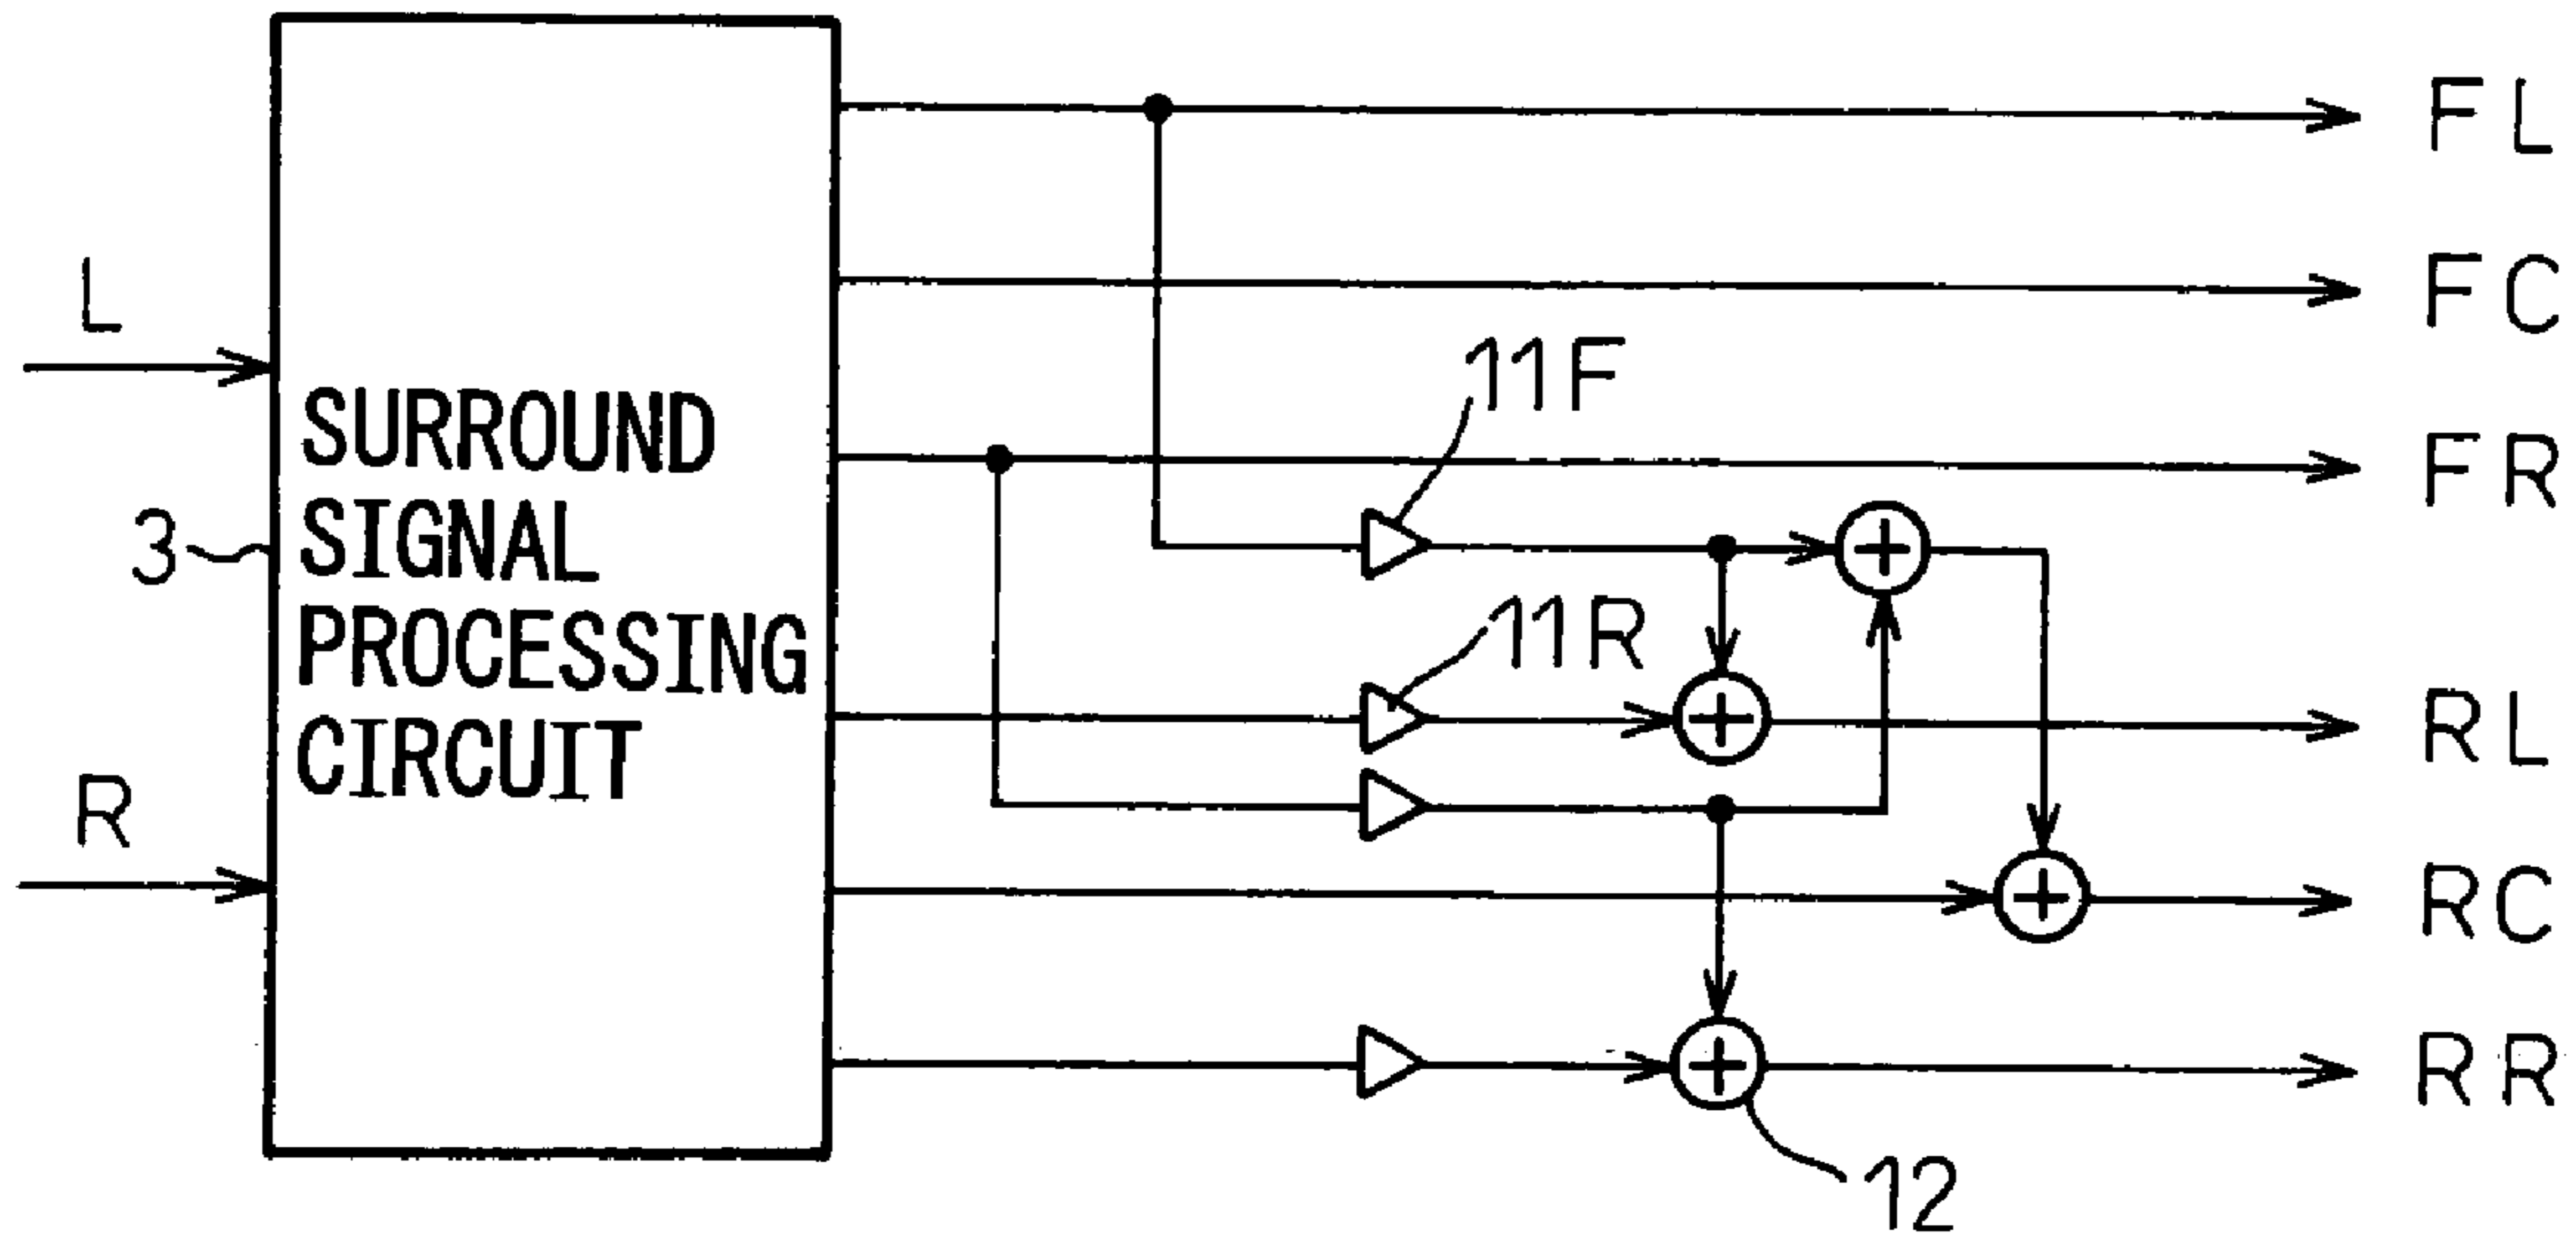 FL
FC
L
11F
SURROUND
FR
3
SIGNAL
11R
PROCESSING
RL
CIRCUIT
R
RC
RR
12